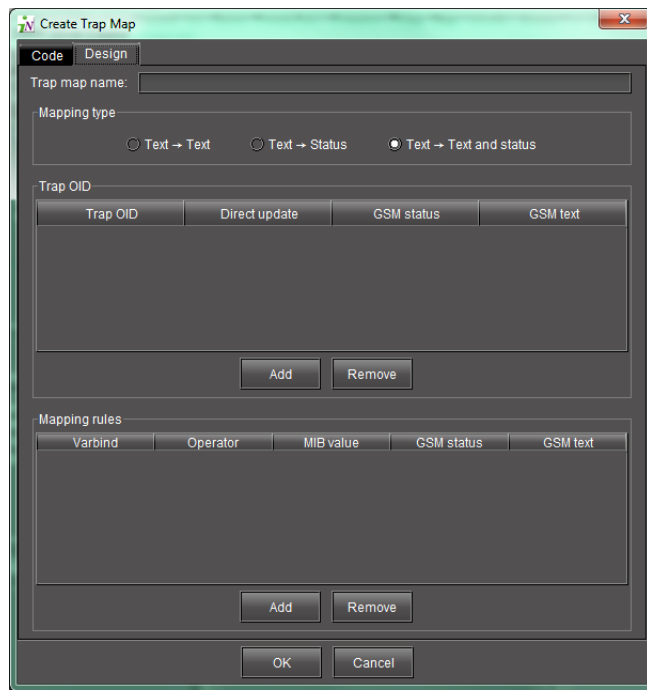 iN Create Trap Map
Code Design
Trap map name:
Mapping type
Text → Text Text → Status Text → Text and status
Trap OID
Trap OID Direct update GSM status GSM text
Add Remove
Mapping rules
Varbind Operator MIB value GSM status GSM text
Add Remove
OK Cancel